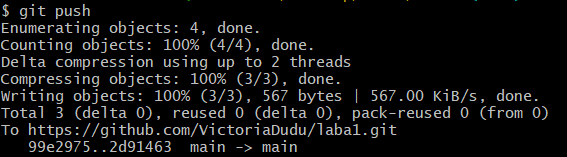 $ git push
Enumerating objects: 4, done.
Counting objects: 100% (4/4), done.
Delta compression using up to 2 threads
Compressing objects: 100% (3/3), done.
Writing objects: 100% (3/3), 567 bytes | 567.00 KiB/s, done.
Total 3 (delta 0), reused 0 (delta 0), pack-reused 0 (from 0)
To https://github.com/VictoriaDudu/laba1.git
   99e2975..2d91463  main -> main